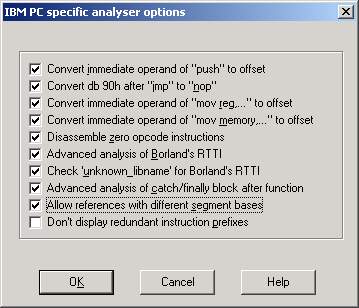 IBM PC specific analyser options
Convert immediate operand of "push" to offset
Convert db 90h after "jmp" to "nop"
Convert immediate operand of "mov reg,..." to offset
Convert immediate operand of "mov memory,..." to offset
Disassemble zero opcode instructions
Advanced analysis of Borland's RTTI
Check 'unknown_libname' for Borland's RTTI
Advanced analysis of catch/finally block after function
Allow references with different segment bases
Don't display redundant instruction prefixes
OK
Cancel
Help